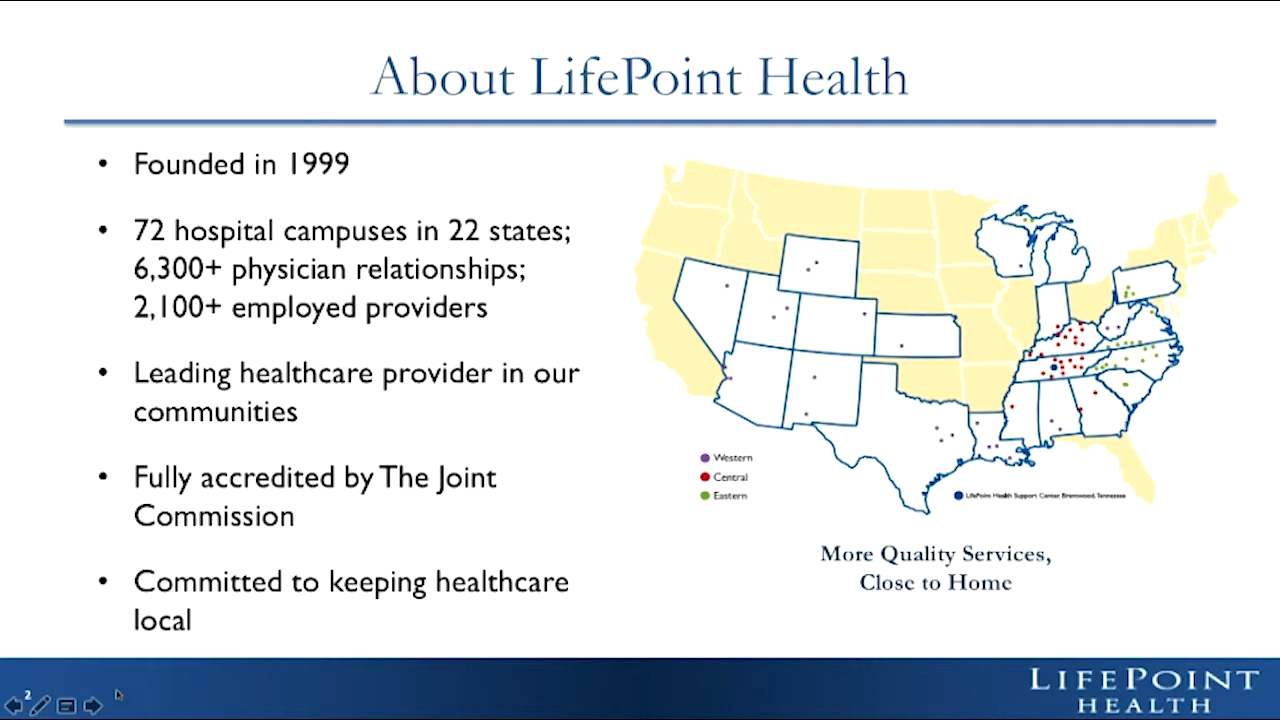 About LifePoint Health
• Founded in 1999
• 72 hospital campuses in 22 states;
6,300+ physician relationships;
2,100+ employed providers
• Leading healthcare provider in our
communities
• Fully accredited by The Joint
Commission
• Committed to keeping healthcare
local
Western
Central
Eastern
LifePoint Health Support Center: Brentwood, Tennessee
More Quality Services,
Close to Home
2
LIFEPOINT
HEALTH